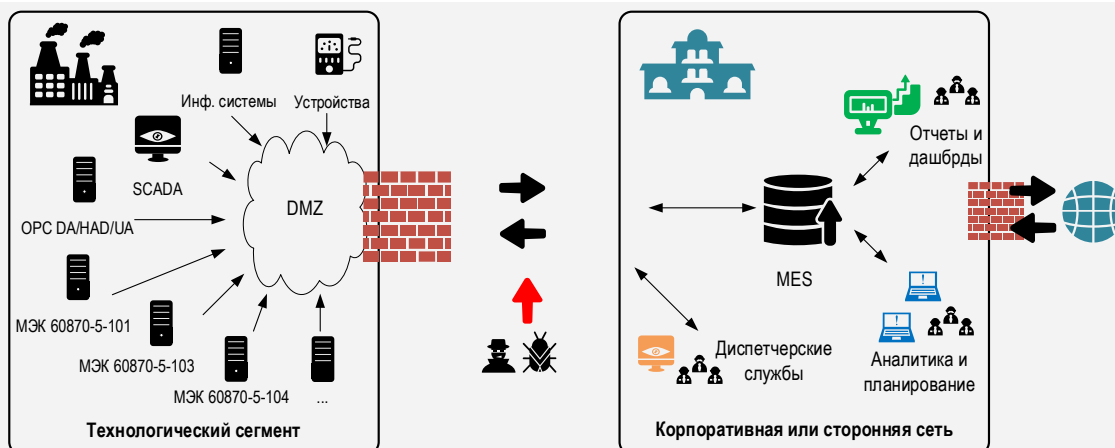 Инф. системы
Устройства
SCADA
DMZ
ОРС DA/HAD/UA
МЭК 60870-5-101
МЭК 60870-5-103
МЭК 60870-5-104
...
Технологический сегмент
Отчеты и
дашбрды
MES
Диспетчерские
службы
Аналитика и
планирование
Корпоративная или сторонняя сеть